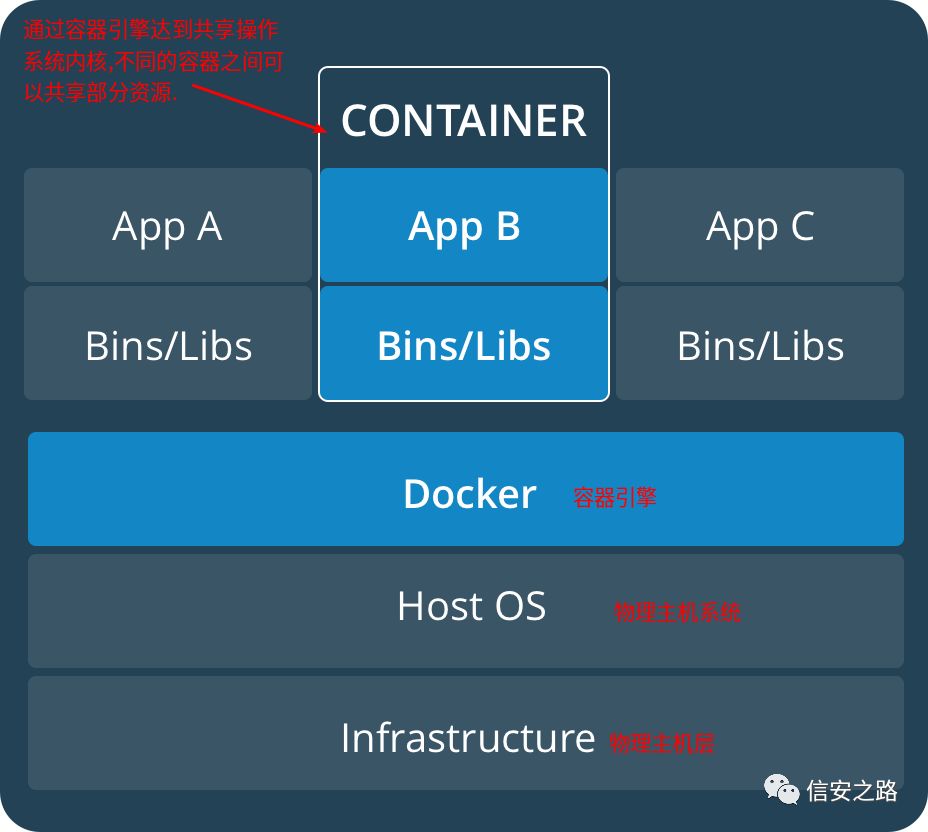 通过容器引擎达到共享操作
系统内核,不同的容器之间可
以共享部分资源.
CONTAINER
App A
App B
App C
Bins/Libs
Bins/Libs
Bins/Libs
Docker 容器引擎
Host OS 物理主机系统
Infrastructure 物理主机层
信安之路